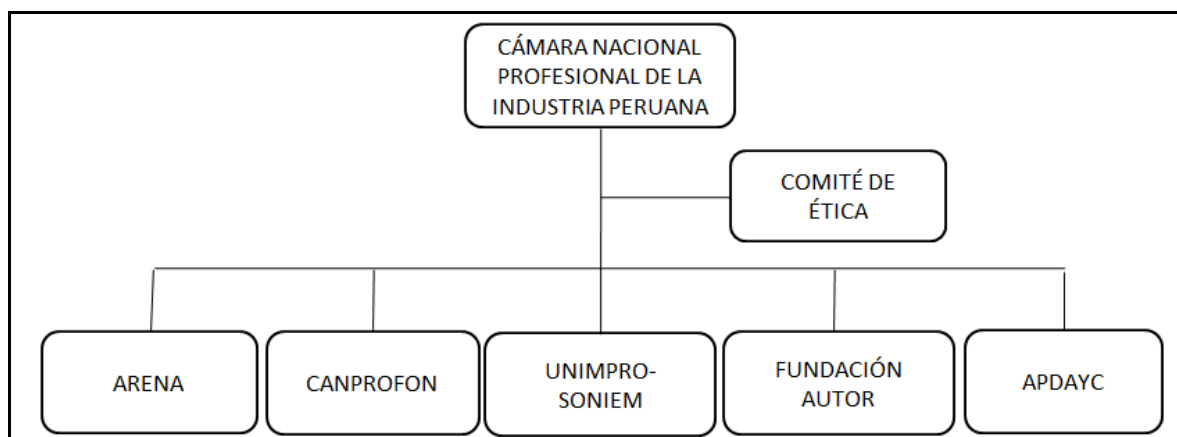 CÁMARA NACIONAL
PROFESIONAL DE LA
INDUSTRIA PERUANA
COMITÉ DE
ÉTICA
ARENA
CANPROFON
UNIMPRO-
SONIEM
FUNDACIÓN
AUTOR
APDAYC